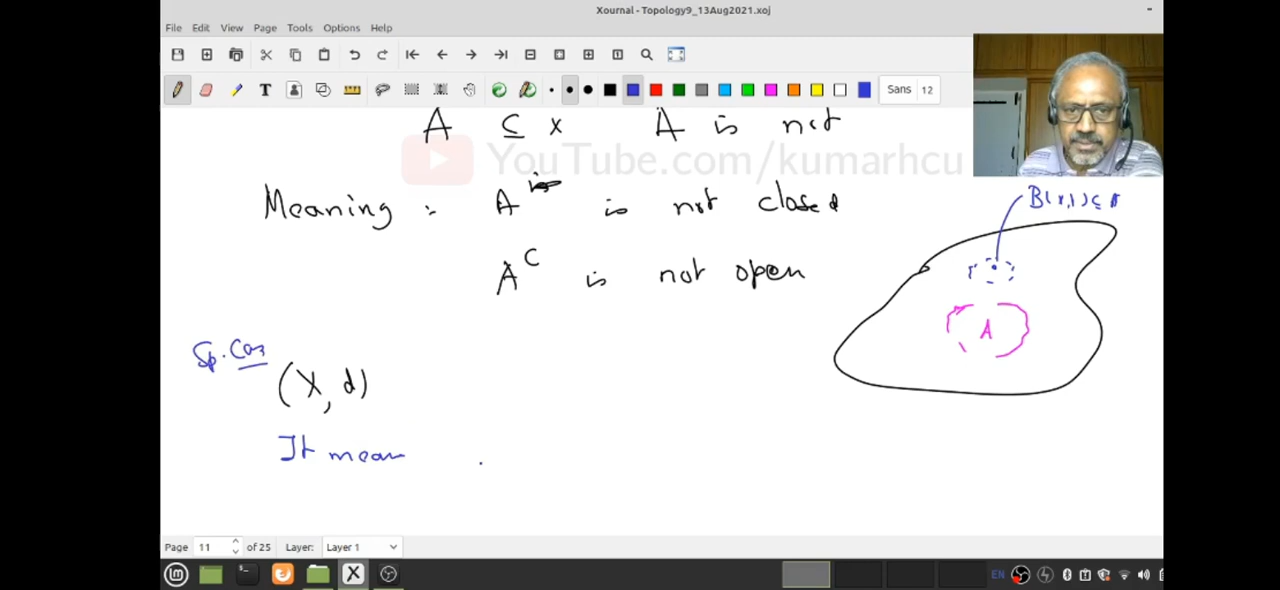 Xournal - Topology9_13Aug2021.xoj
File Edit View Page Tools Options Help
Sans 12
A ⊆ X A is not
YouTube.com/kumarhcu
Meaning : A is not closed
B(x,r) ⊆
A^C is not open
A
Sp. Cas
(X, d)
It mean
Page 11 of 25 Layer: Layer 1
EN